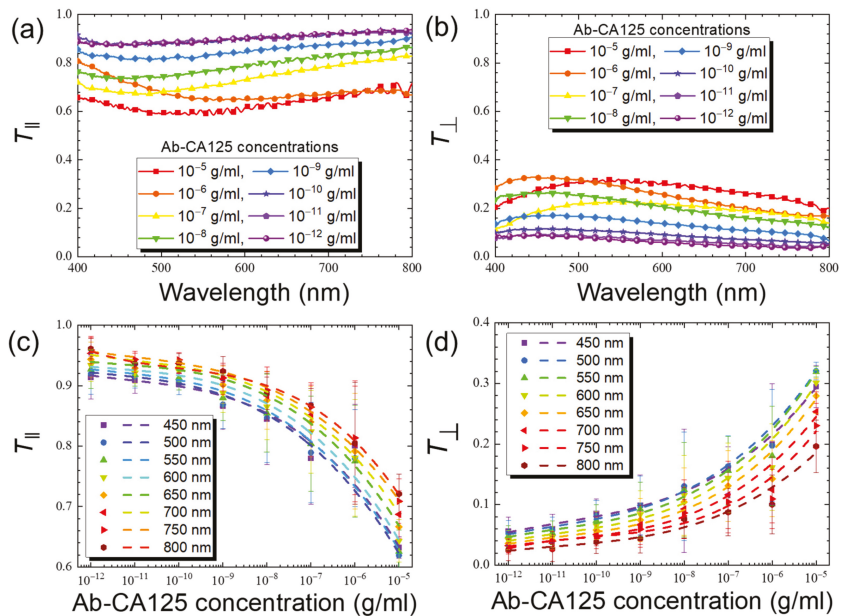 (a)
1.0
0.8
0.6
0.4
0.2
0.0
T∥
Ab-CA125 concentrations
10⁻⁵ g/ml, 10⁻⁹ g/ml
10⁻⁶ g/ml, 10⁻¹⁰ g/ml
10⁻⁷ g/ml, 10⁻¹¹ g/ml
10⁻⁸ g/ml, 10⁻¹² g/ml
400 500 600 700 800
Wavelength (nm)
(b)
1.0
0.8
0.6
0.4
0.2
0.0
T⊥
Ab-CA125 concentrations
10⁻⁵ g/ml, 10⁻⁹ g/ml
10⁻⁶ g/ml, 10⁻¹⁰ g/ml
10⁻⁷ g/ml, 10⁻¹¹ g/ml
10⁻⁸ g/ml, 10⁻¹² g/ml
400 500 600 700 800
Wavelength (nm)
(c)
1.0
0.9
0.8
0.7
0.6
T∥
450 nm
500 nm
550 nm
600 nm
650 nm
700 nm
750 nm
800 nm
10⁻¹² 10⁻¹¹ 10⁻¹⁰ 10⁻⁹ 10⁻⁸ 10⁻⁷ 10⁻⁶ 10⁻⁵
Ab-CA125 concentration (g/ml)
(d)
0.4
0.3
0.2
0.1
0.0
T⊥
450 nm
500 nm
550 nm
600 nm
650 nm
700 nm
750 nm
800 nm
10⁻¹² 10⁻¹¹ 10⁻¹⁰ 10⁻⁹ 10⁻⁸ 10⁻⁷ 10⁻⁶ 10⁻⁵
Ab-CA125 concentration (g/ml)